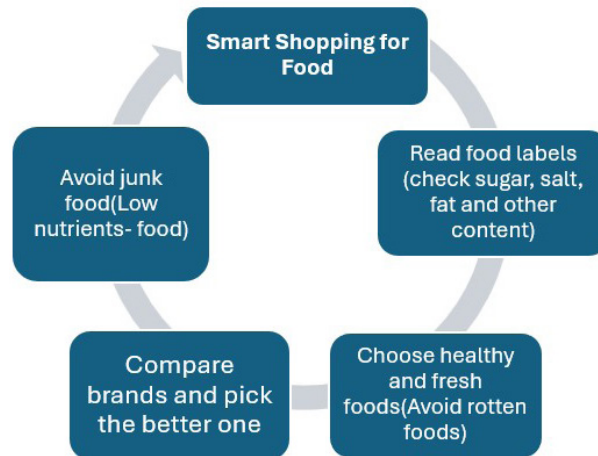 Smart Shopping for
Food
Read food labels
(check sugar, salt,
fat and other
content)
Choose healthy
and fresh
foods(Avoid rotten
foods)
Compare
brands and pick
the better one
Avoid junk
food(Low
nutrients- food)